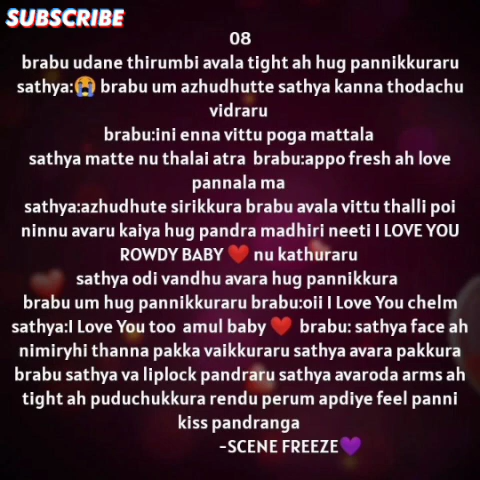 SUBSCRIBE
08
brabu udane thirumbi avala tight ah hug pannikkuraru
sathya:😭 brabu um azhudhutte sathya kanna thodachu
vidraru
brabu:ini enna vittu poga mattala
sathya matte nu thalai atra brabu:appo fresh ah love
pannala ma
sathya:azhudhute sirikkura brabu avala vittu thalli poi
ninnu avaru kaiya hug pandra madhiri neeti I LOVE YOU
ROWDY BABY ❤️ nu kathuraru
sathya odi vandhu avara hug pannikkura
brabu um hug pannikkuraru brabu:oii I Love You chelm
sathya:I Love You too amul baby ❤️ brabu: sathya face ah
nimiryhi thanna pakka vaikkuraru sathya avara pakkura
brabu sathya va liplock pandraru sathya avaroda arms ah
tight ah puduchukkura rendu perum apdiye feel panni
kiss pandranga
-SCENE FREEZE💜